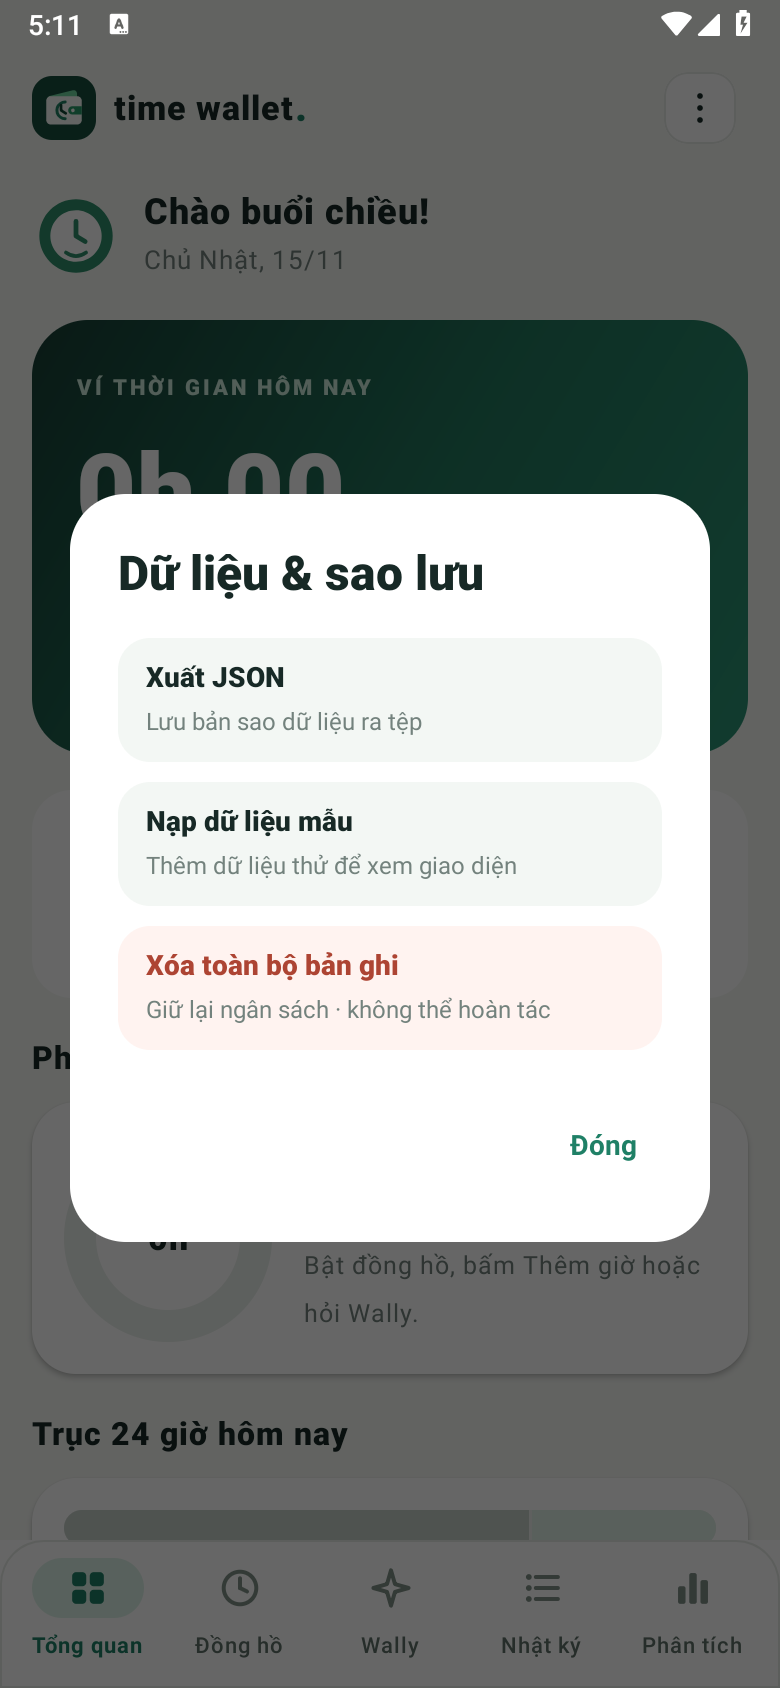 5:11
time wallet.
Chào buổi chiều!
Chủ Nhật, 15/11
VÍ THỜI GIAN HÔM NAY
0h 00
Dữ liệu & sao lưu
Xuất JSON
Lưu bản sao dữ liệu ra tệp
Nạp dữ liệu mẫu
Thêm dữ liệu thử để xem giao diện
Xóa toàn bộ bản ghi
Giữ lại ngân sách · không thể hoàn tác
Đóng
Bật đồng hồ, bấm Thêm giờ hoặc
hỏi Wally.
Trục 24 giờ hôm nay
Tổng quan
Đồng hồ
Wally
Nhật ký
Phân tích